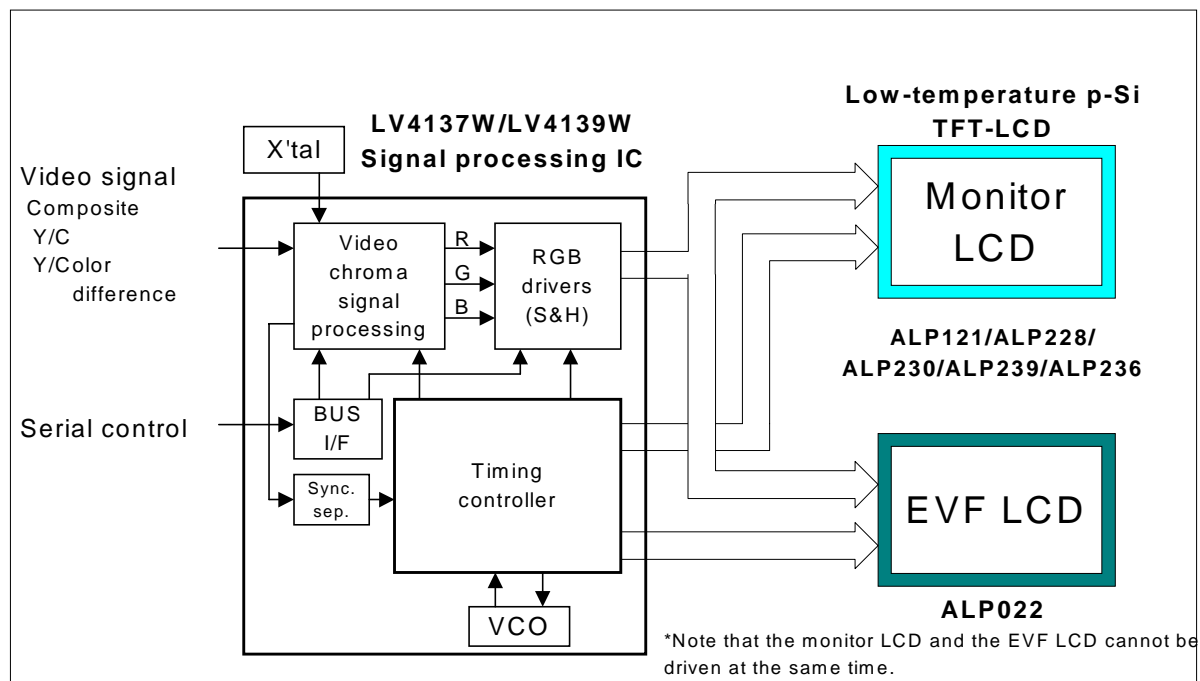 Low-temperature p-Si
TFT-LCD
LV4137W/LV4139W
Signal processing IC
X'tal
Video signal
Composite
Y/C
Y/Color
difference
Video
chroma
signal
processing
R
G
B
RGB
drivers
(S&H)
Monitor
LCD
ALP121/ALP228/
ALP230/ALP239/ALP236
Serial control
BUS
I/F
Sync.
sep.
Timing
controller
VCO
EVF LCD
ALP022
*Note that the monitor LCD and the EVF LCD cannot be
driven at the same time.